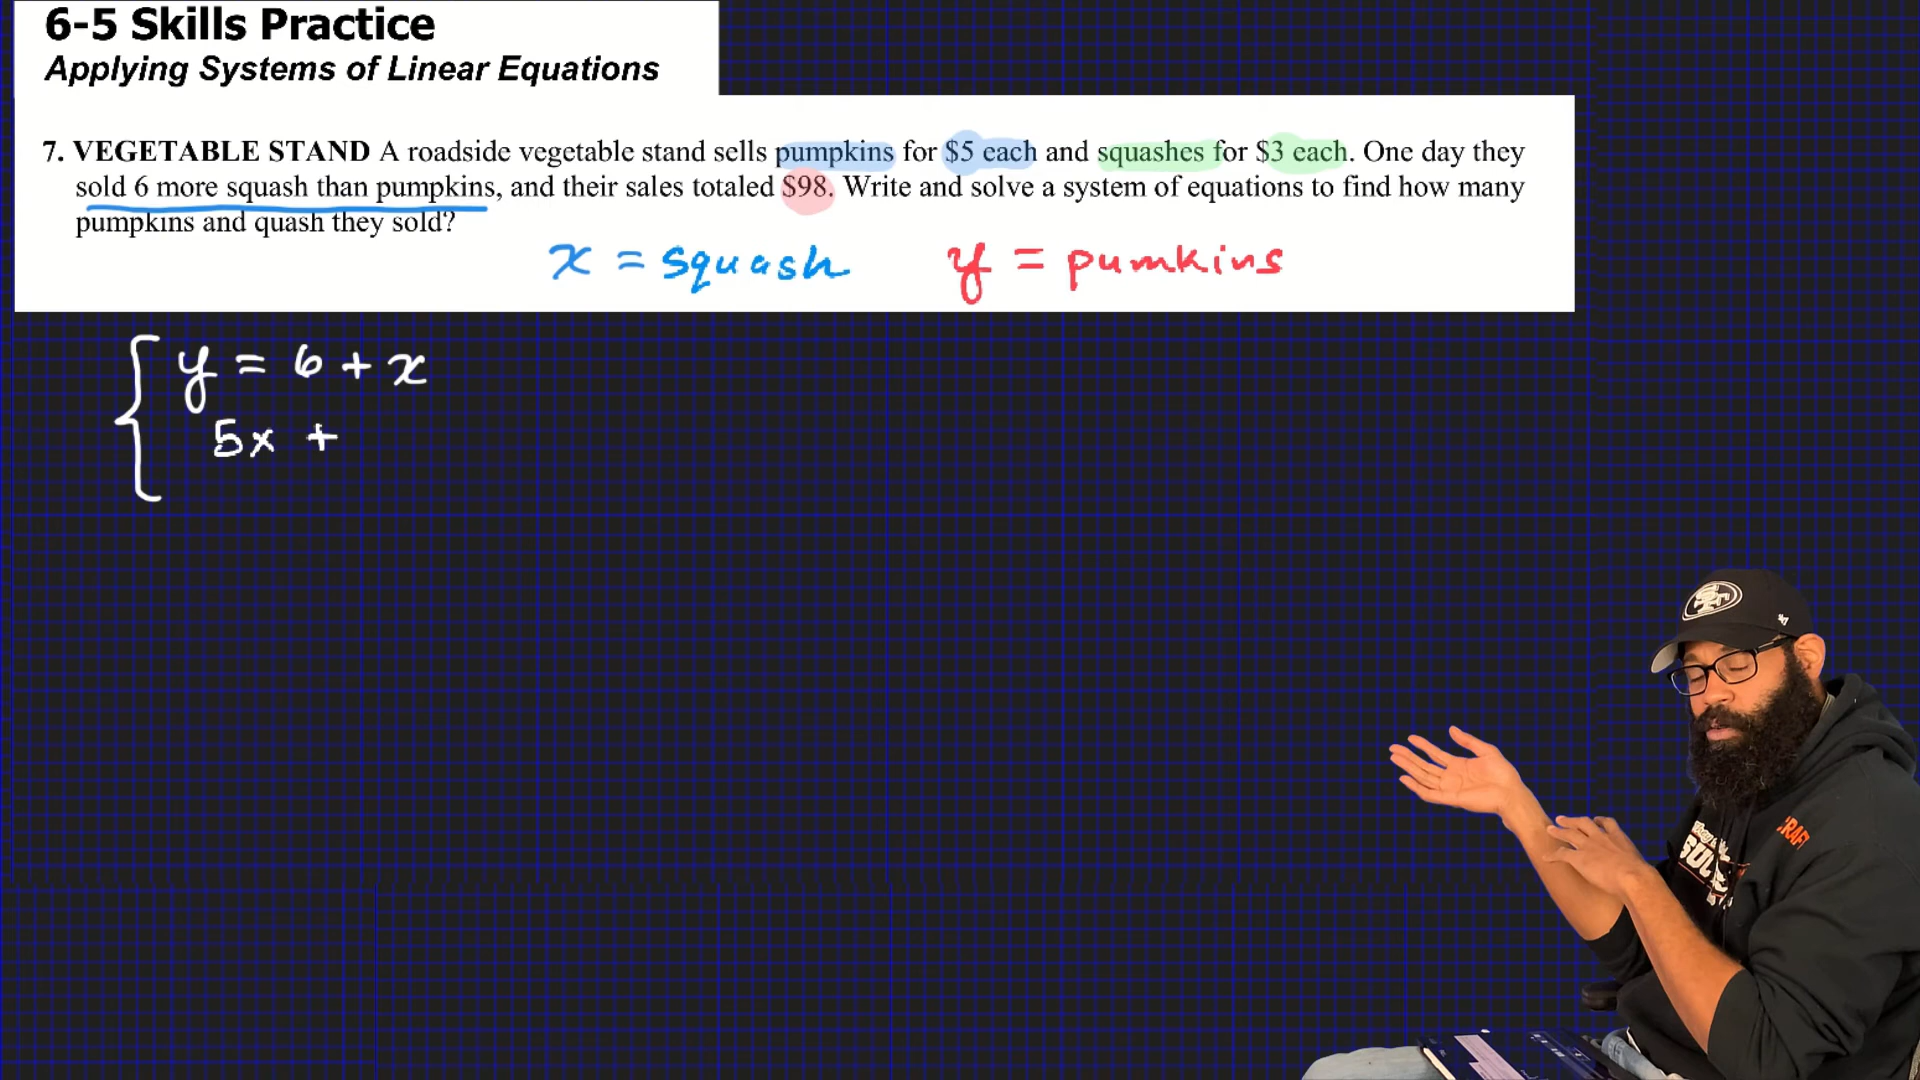 6-5 Skills Practice
Applying Systems of Linear Equations
7. VEGETABLE STAND A roadside vegetable stand sells pumpkins for $5 each and squashes for $3 each. One day they
sold 6 more squash than pumpkins, and their sales totaled $98. Write and solve a system of equations to find how many
pumpkins and quash they sold?
x = squash y = pumkins
y = 6 + x
5x +